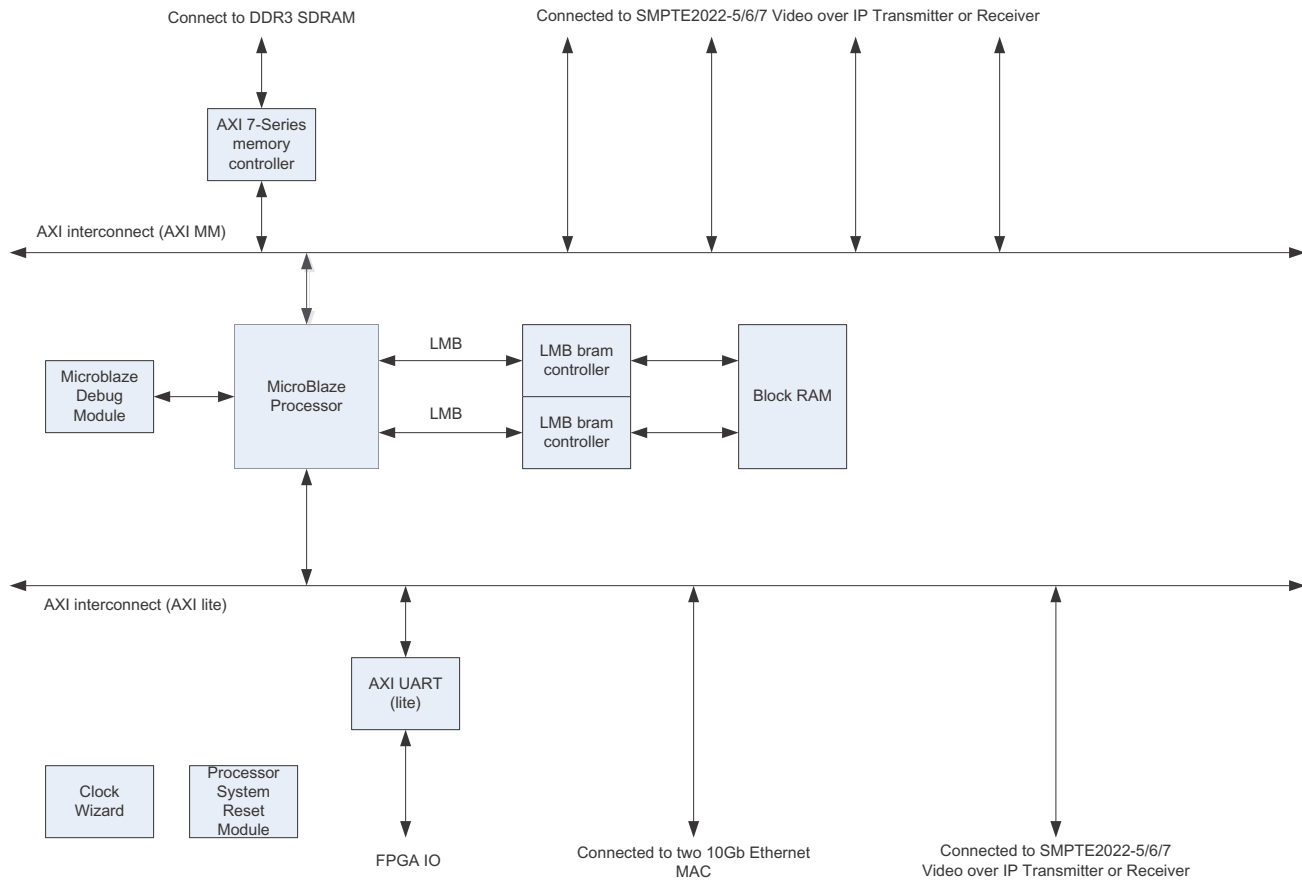 Connect to DDR3 SDRAM
Connected to SMPTE2022-5/6/7 Video over IP Transmitter or Receiver
AXI 7-Series
memory
controller
AXI interconnect (AXI MM)
Microblaze
Debug
Module
MicroBlaze
Processor
LMB
LMB
LMB bram
controller
LMB bram
controller
Block RAM
AXI interconnect (AXI lite)
AXI UART
(lite)
Clock
Wizard
Processor
System
Reset
Module
FPGA IO
Connected to two 10Gb Ethernet
MAC
Connected to SMPTE2022-5/6/7
Video over IP Transmitter or Receiver